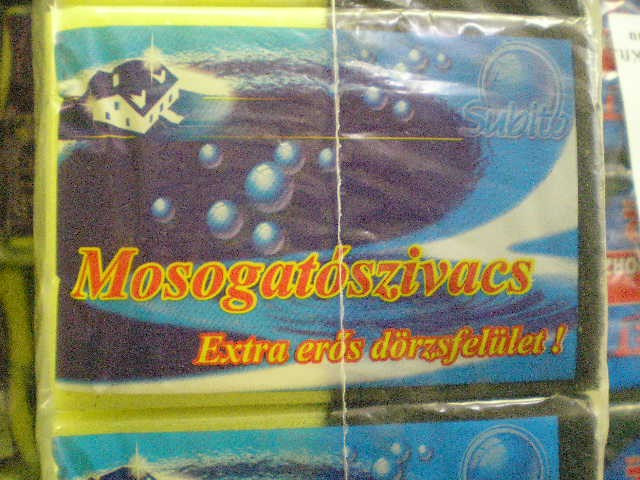 Subito
Mosogatószivacs
Extra erős dörzsfelület !